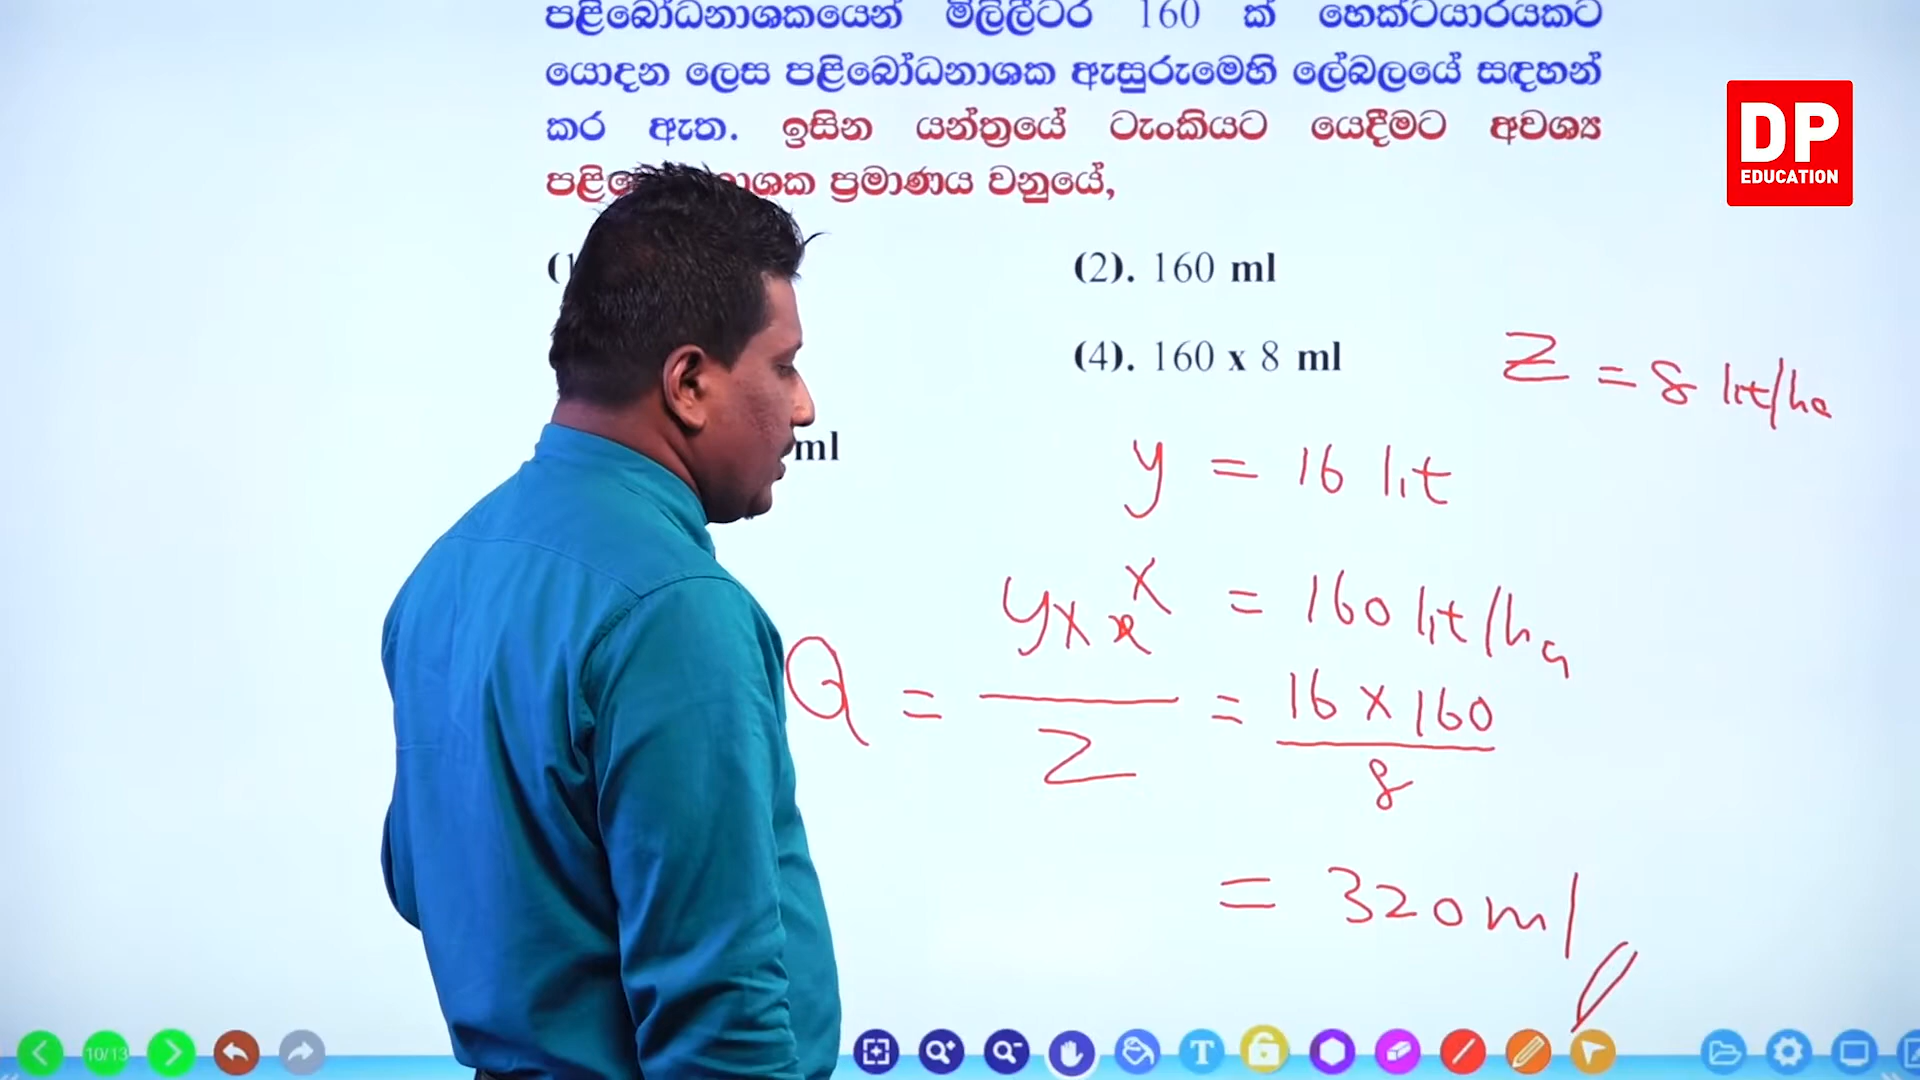 පළිබෝධනාශකයෙන් මිලිලීටර 160 ක් හෙක්ටයාරයකට
යොදන ලෙස පළිබෝධනාශක ඇසුරුමෙහි ලේබලයේ සඳහන්
කර ඇත. ඉසින යන්ත්‍රයේ ටැංකියට යෙදීමට අවශ්‍ය
ප්‍රමාණය වනුයේ,
DP
EDUCATION
(2). 160 ml
(4). 160 x 8 ml
ml
Z = 8 lit/ha
y = 16 lit
x = 160 lit/ha
Q = y x x / Z = 16 x 160 / 8
= 320 ml
10/13
T